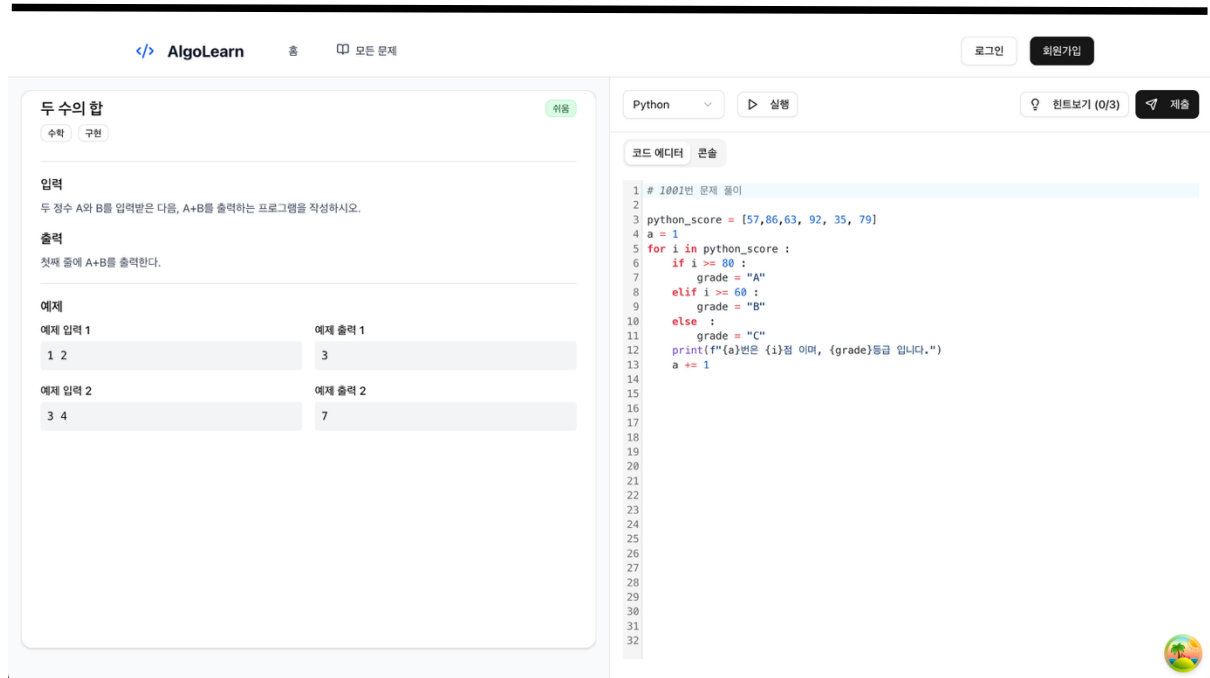 </> AlgoLearn 홈 모든 문제 로그인 회원가입
두 수의 합 쉬움
수학 구현
입력
두 정수 A와 B를 입력받은 다음, A+B를 출력하는 프로그램을 작성하시오.
출력
첫째 줄에 A+B를 출력한다.
예제
예제 입력 1 예제 출력 1
1 2 3
예제 입력 2 예제 출력 2
3 4 7
Python 실행 힌트보기 (0/3) 제출
코드 에디터 콘솔
1 # 1001번 문제 풀이
2
3 python_score = [57,86,63, 92, 35, 79]
4 a = 1
5 for i in python_score :
6     if i >= 80 :
7         grade = "A"
8     elif i >= 60 :
9         grade = "B"
10     else  :
11         grade = "C"
12     print(f"{a}번은 {i}점 이며, {grade}등급 입니다.")
13     a += 1
14
15
16
17
18
19
20
21
22
23
24
25
26
27
28
29
30
31
32